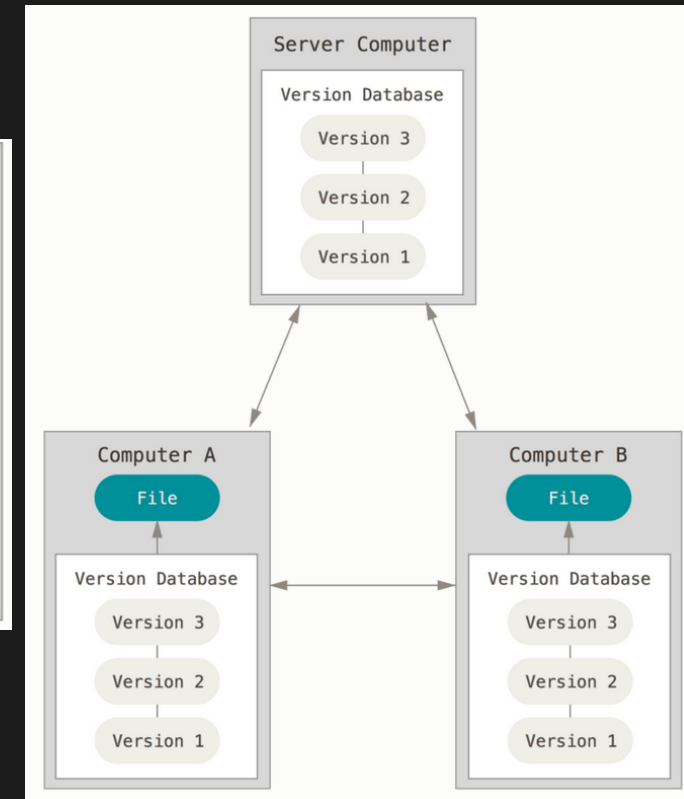 Server Computer
Version Database
Version 3
Version 2
Version 1
Computer A
File
Version Database
Version 3
Version 2
Version 1
Computer B
File
Version Database
Version 3
Version 2
Version 1